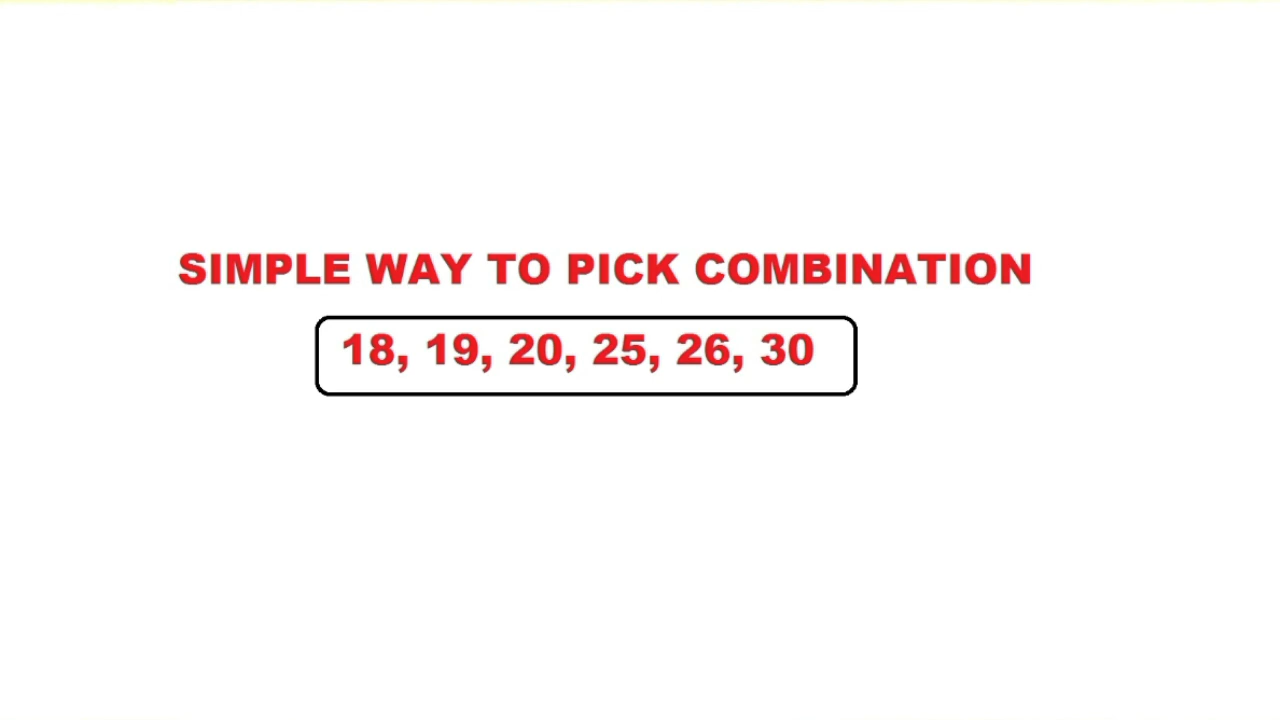 SIMPLE WAY TO PICK COMBINATION
18, 19, 20, 25, 26, 30